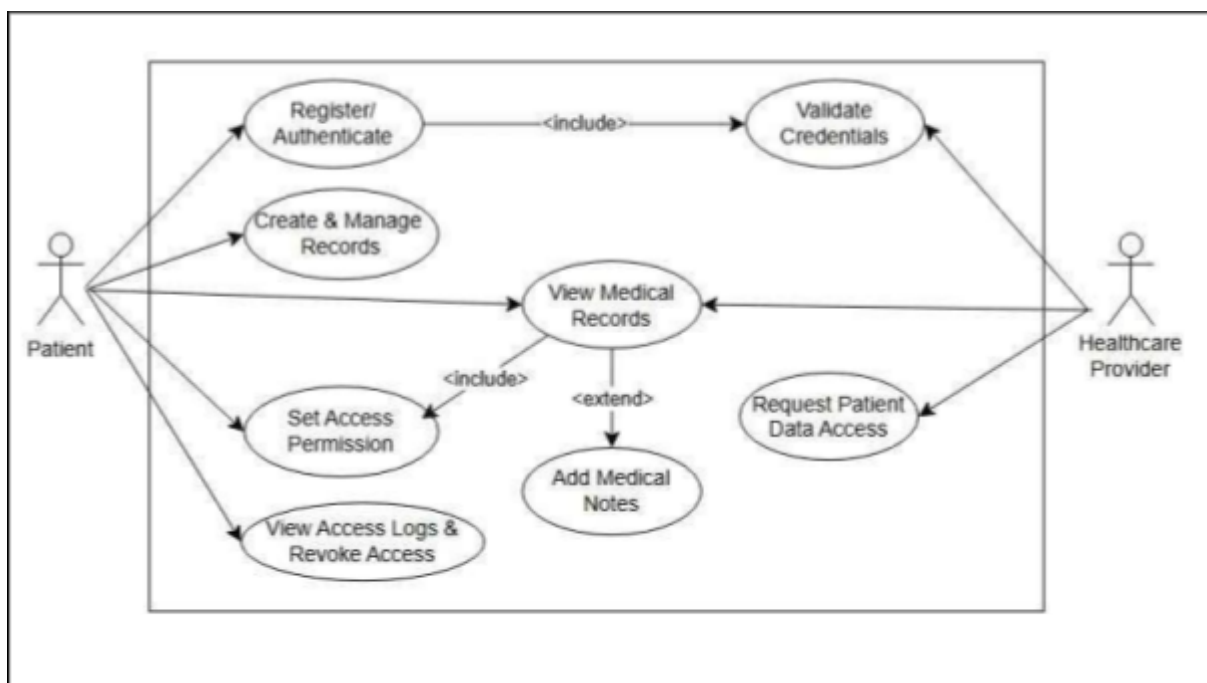 Register/
Authenticate
<include>
Validate
Credentials
Create & Manage
Records
View Medical
Records
Patient
Healthcare
Provider
<include>
<extend>
Set Access
Permission
Request Patient
Data Access
Add Medical
Notes
View Access Logs &
Revoke Access